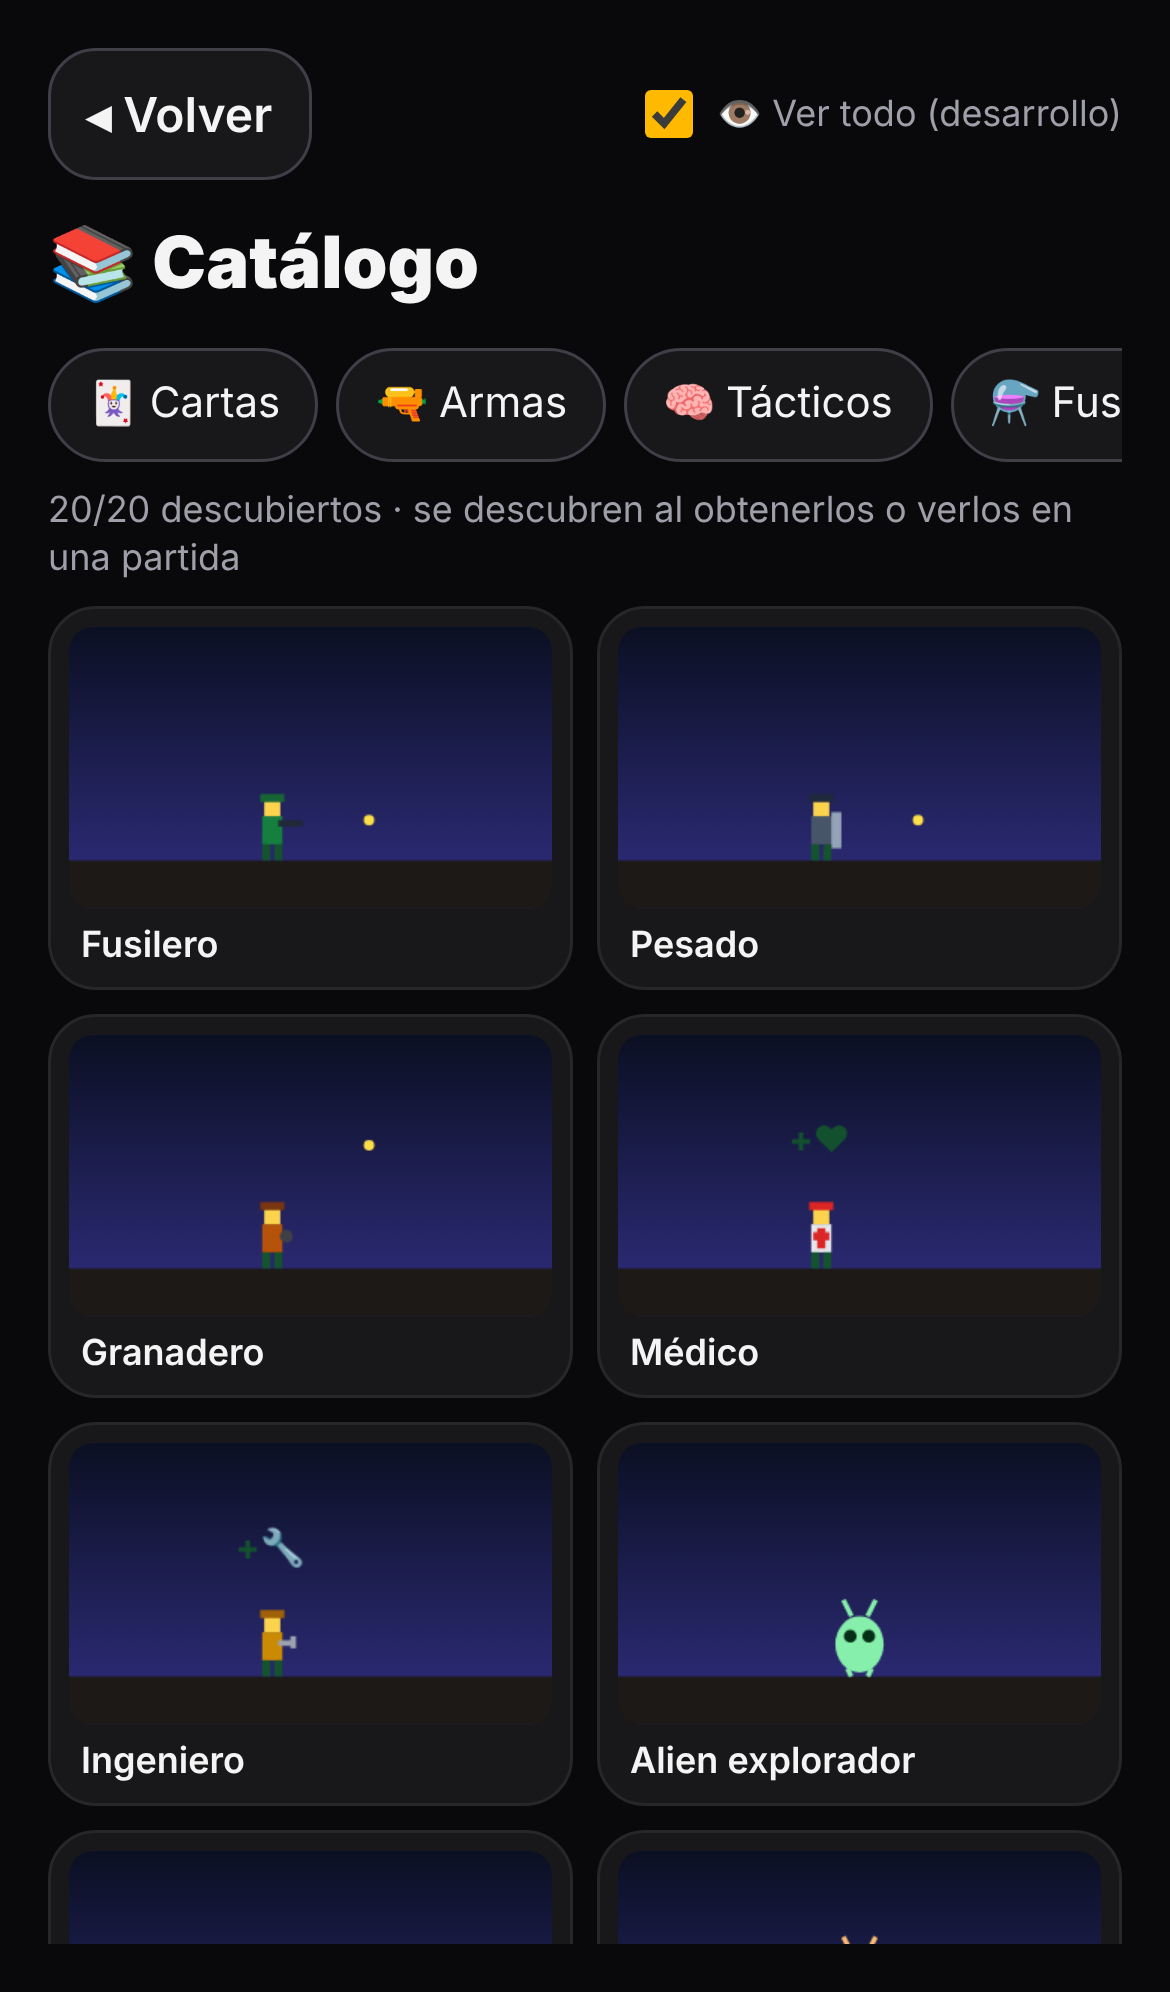 ◀ Volver
Ver todo (desarrollo)
Catálogo
Cartas
Armas
Tácticos
Fus
20/20 descubiertos · se descubren al obtenerlos o verlos en
una partida
Fusilero
Pesado
Granadero
Médico
Ingeniero
Alien explorador